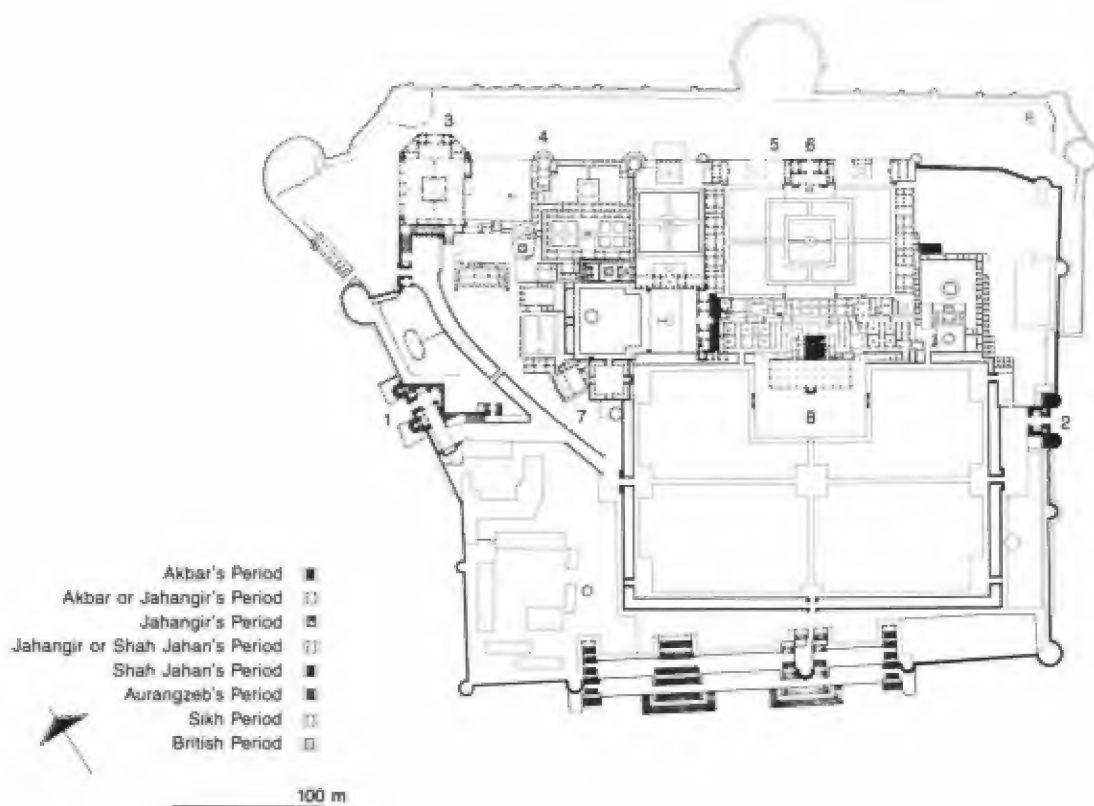 3
4
5 6
1
2
7
8
Akbar's Period
Akbar or Jahangir's Period
Jahangir's Period
Jahangir or Shah Jahan's Period
Shah Jahan's Period
Aurangzeb's Period
Sikh Period
British Period
100 m